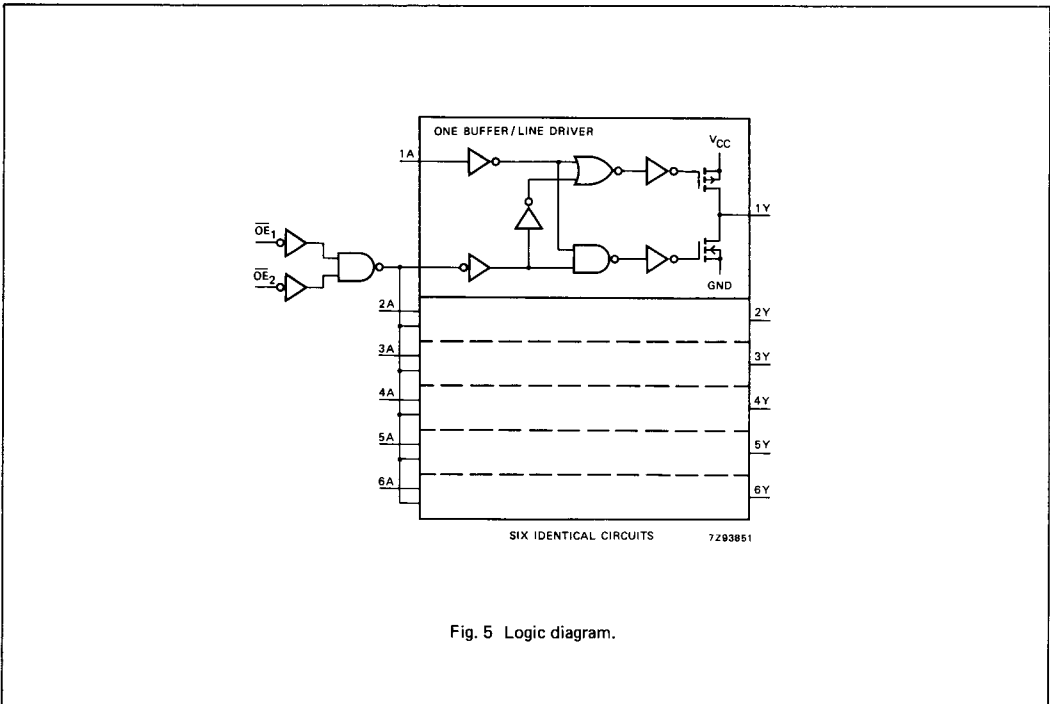 ONE BUFFER/LINE DRIVER
VCC
1A
1Y
OE1
OE2
GND
2A
2Y
3A
3Y
4A
4Y
5A
5Y
6A
6Y
SIX IDENTICAL CIRCUITS
7Z93851
Fig. 5 Logic diagram.